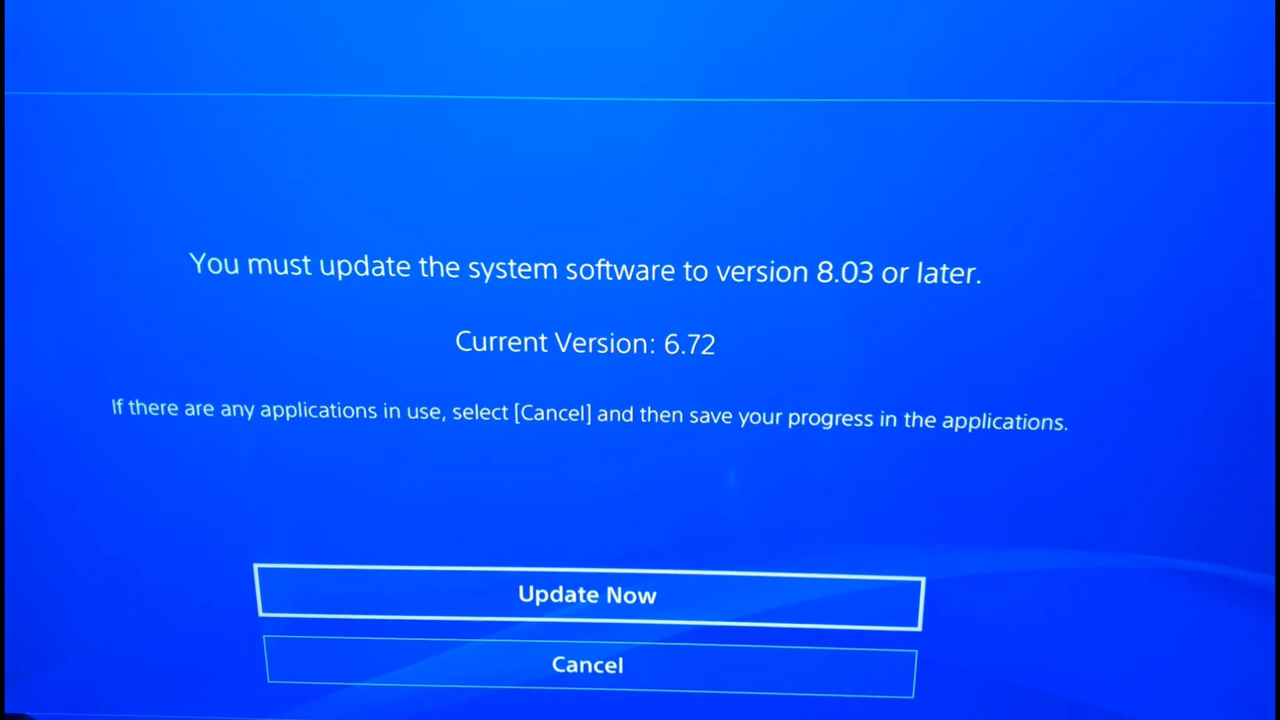 You must update the system software to version 8.03 or later.
Current Version: 6.72
If there are any applications in use, select [Cancel] and then save your progress in the applications.
Update Now
Cancel